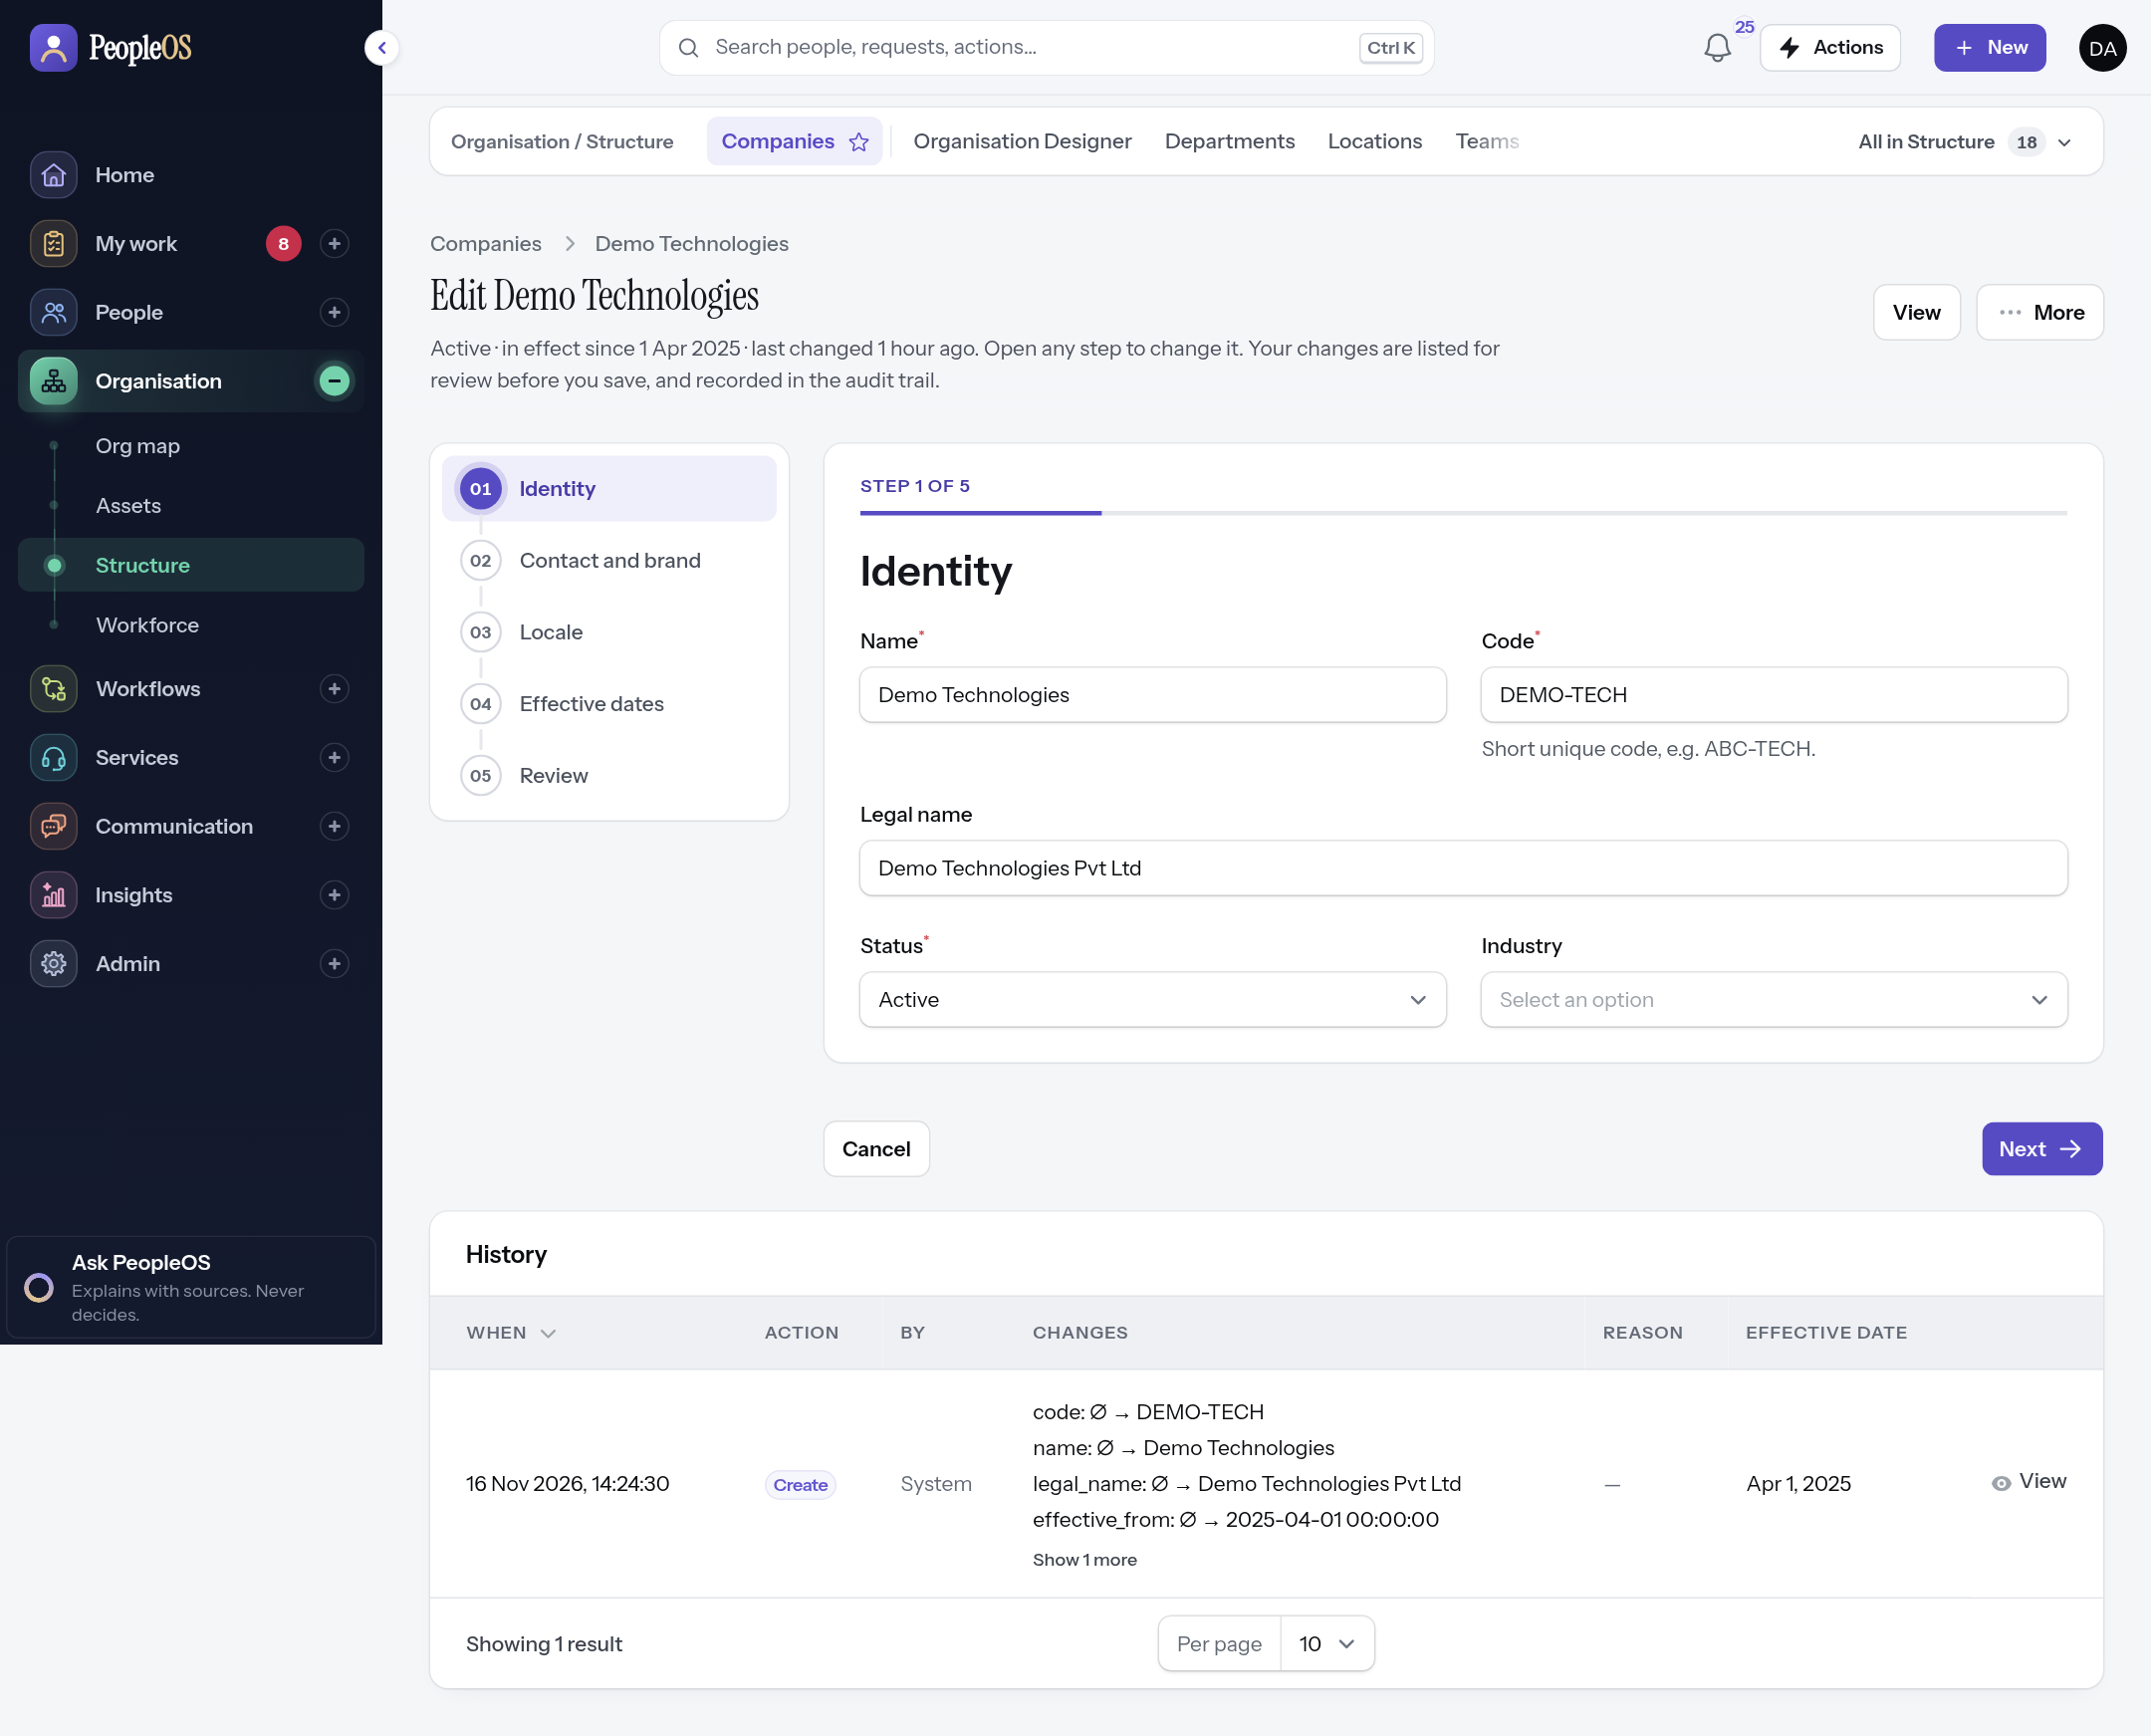 PeopleOS
Search people, requests, actions...
Ctrl K
25
Actions
New
DA
Home
My work
8
People
Organisation
Org map
Assets
Structure
Workforce
Workflows
Services
Communication
Insights
Admin
Ask PeopleOS
Explains with sources. Never
decides.
Organisation / Structure
Companies
Organisation Designer
Departments
Locations
Teams
All in Structure
18
Companies
Demo Technologies
Edit Demo Technologies
Active · in effect since 1 Apr 2025 · last changed 1 hour ago. Open any step to change it. Your changes are listed for
review before you save, and recorded in the audit trail.
View
More
01 Identity
02 Contact and brand
03 Locale
04 Effective dates
05 Review
STEP 1 OF 5
Identity
Name*
Demo Technologies
Code*
DEMO-TECH
Short unique code, e.g. ABC-TECH.
Legal name
Demo Technologies Pvt Ltd
Status*
Active
Industry
Select an option
Cancel
Next
History
WHEN ACTION BY CHANGES REASON EFFECTIVE DATE
16 Nov 2026, 14:24:30
Create
System
code: ∅ → DEMO-TECH
name: ∅ → Demo Technologies
legal_name: ∅ → Demo Technologies Pvt Ltd
effective_from: ∅ → 2025-04-01 00:00:00
Show 1 more
—
Apr 1, 2025
View
Showing 1 result
Per page
10